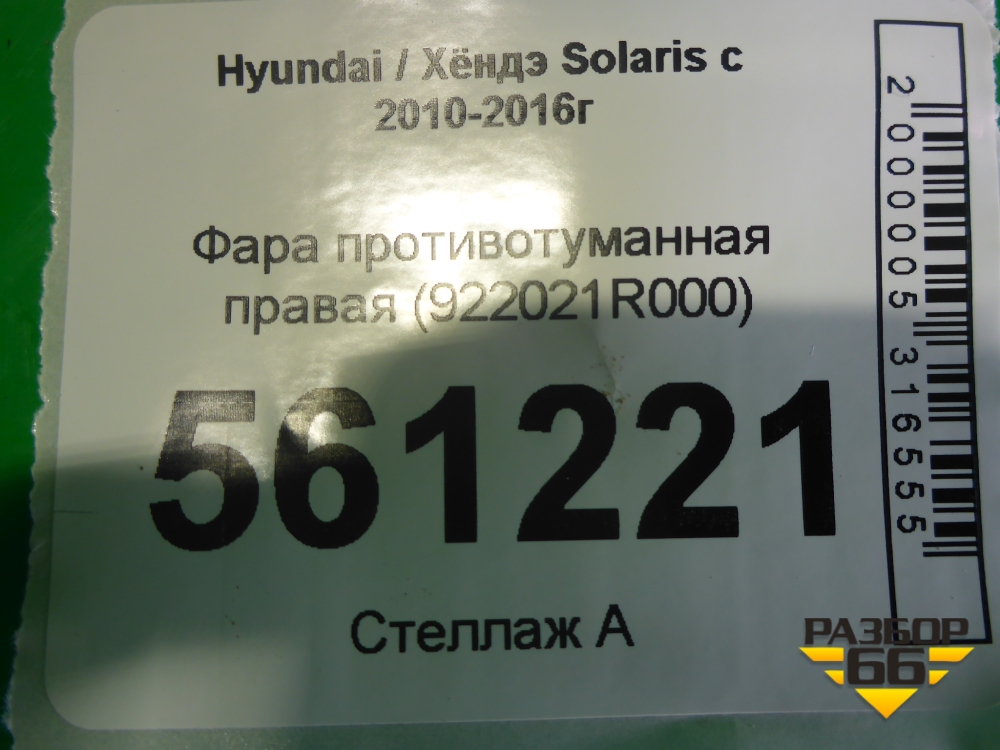 Hyundai / Хёндэ Solaris с
2010-2016г
Фара противотуманная
правая (922021R000)
561221
Стеллаж А
2000005316555
РАЗБОР
66